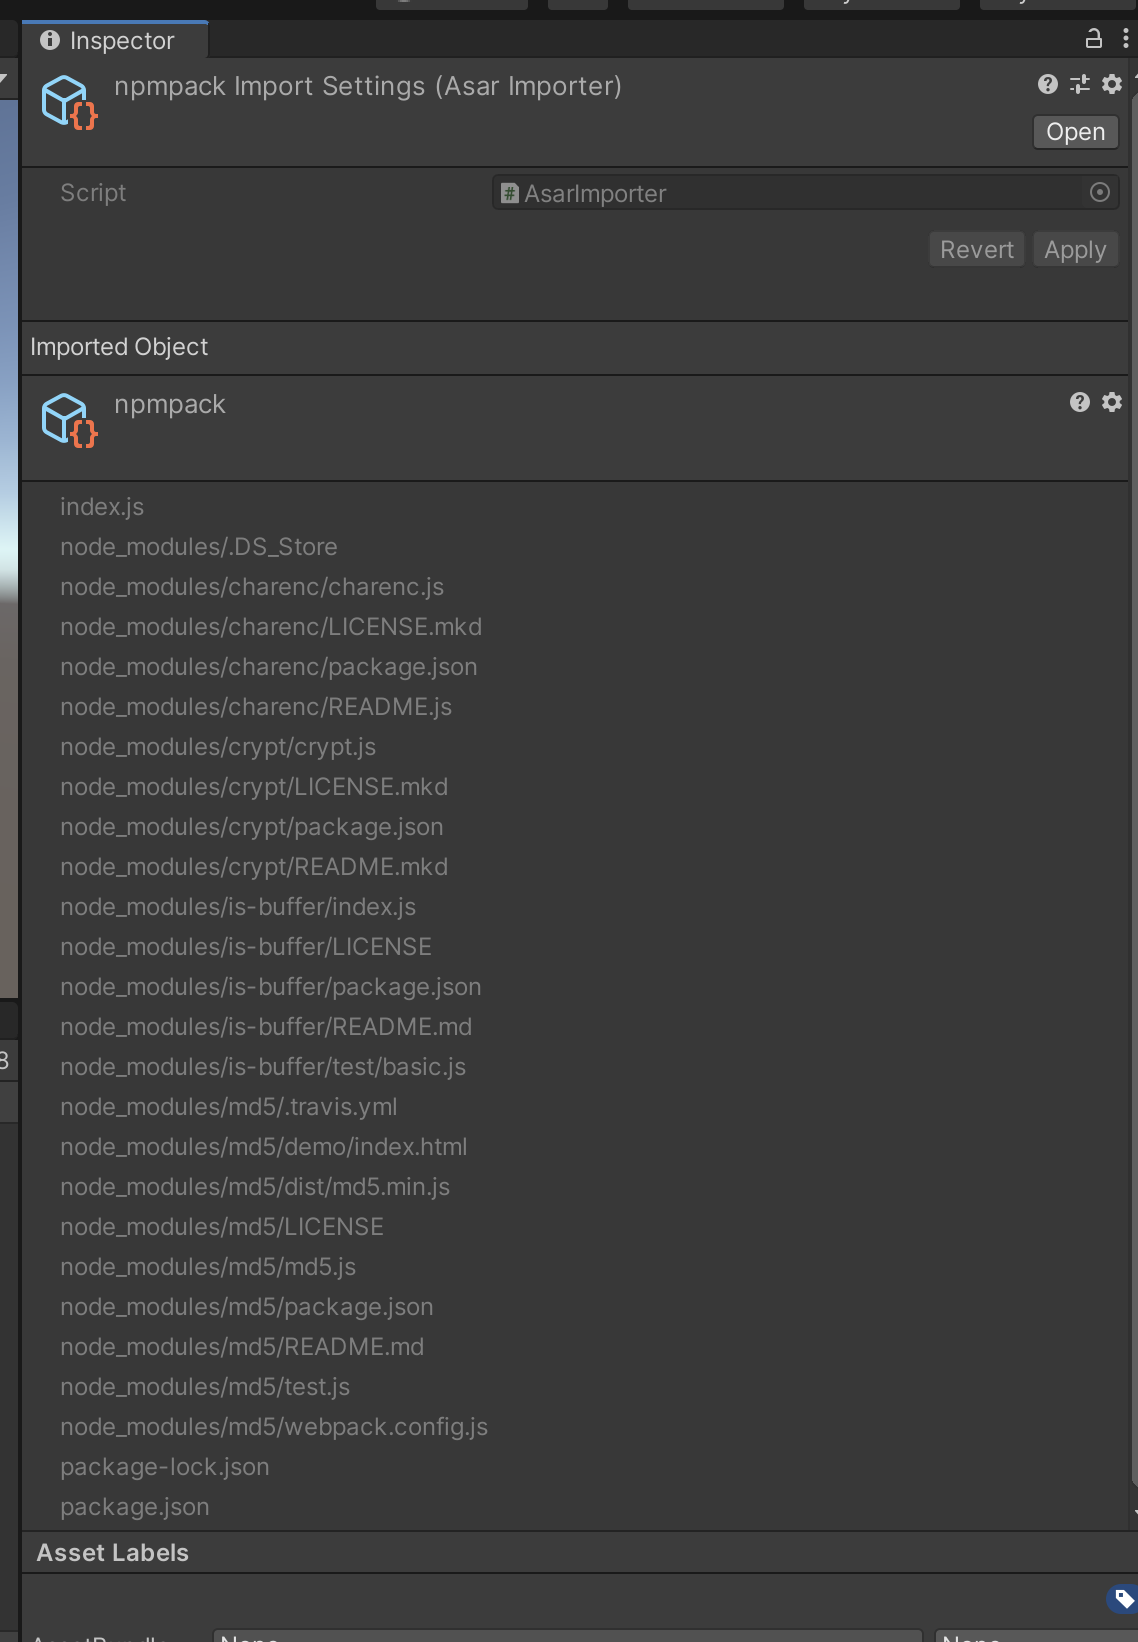 Inspector
npmpack Import Settings (Asar Importer)
Open
Script
AsarImporter
Revert
Apply
Imported Object
npmpack
index.js
node_modules/.DS_Store
node_modules/charenc/charenc.js
node_modules/charenc/LICENSE.mkd
node_modules/charenc/package.json
node_modules/charenc/README.js
node_modules/crypt/crypt.js
node_modules/crypt/LICENSE.mkd
node_modules/crypt/package.json
node_modules/crypt/README.mkd
node_modules/is-buffer/index.js
node_modules/is-buffer/LICENSE
node_modules/is-buffer/package.json
node_modules/is-buffer/README.md
node_modules/is-buffer/test/basic.js
8
node_modules/md5/.travis.yml
node_modules/md5/demo/index.html
node_modules/md5/dist/md5.min.js
node_modules/md5/LICENSE
node_modules/md5/md5.js
node_modules/md5/package.json
node_modules/md5/README.md
node_modules/md5/test.js
node_modules/md5/webpack.config.js
package-lock.json
package.json
Asset Labels